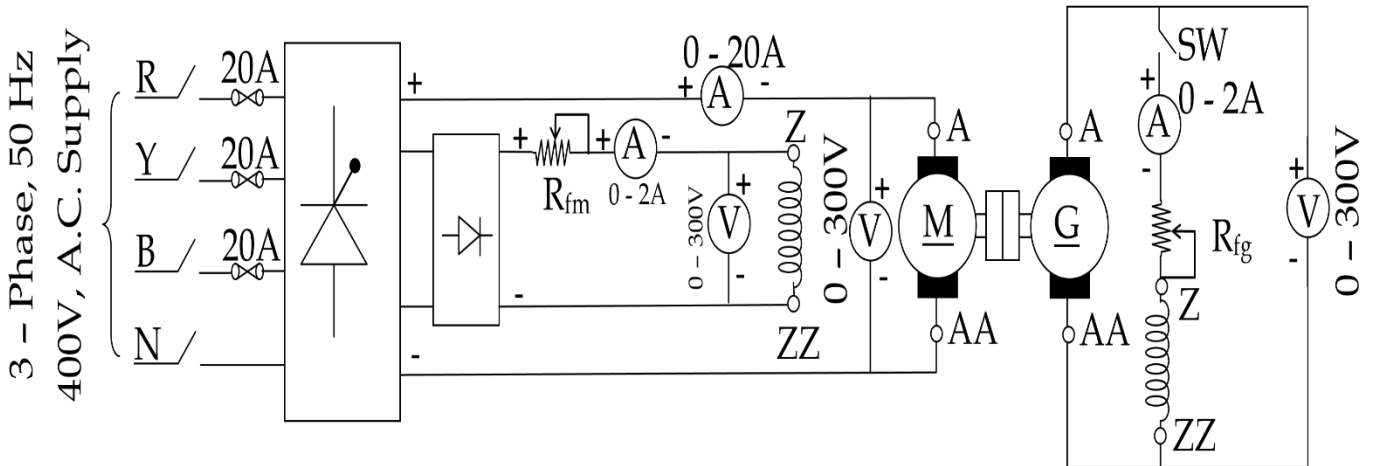 3 – Phase, 50 Hz
400V, A.C. Supply
R
Y
B
N
20A
20A
20A
+
-
+
-
R_fm
+
A
-
0 - 2A
0 - 20A
+
A
-
0 – 300V
+
V
-
Z
ZZ
0 – 300V
+
V
-
A
M
AA
A
G
AA
SW
+
0 - 2A
A
-
R_fg
Z
ZZ
+
V
-
0 – 300V